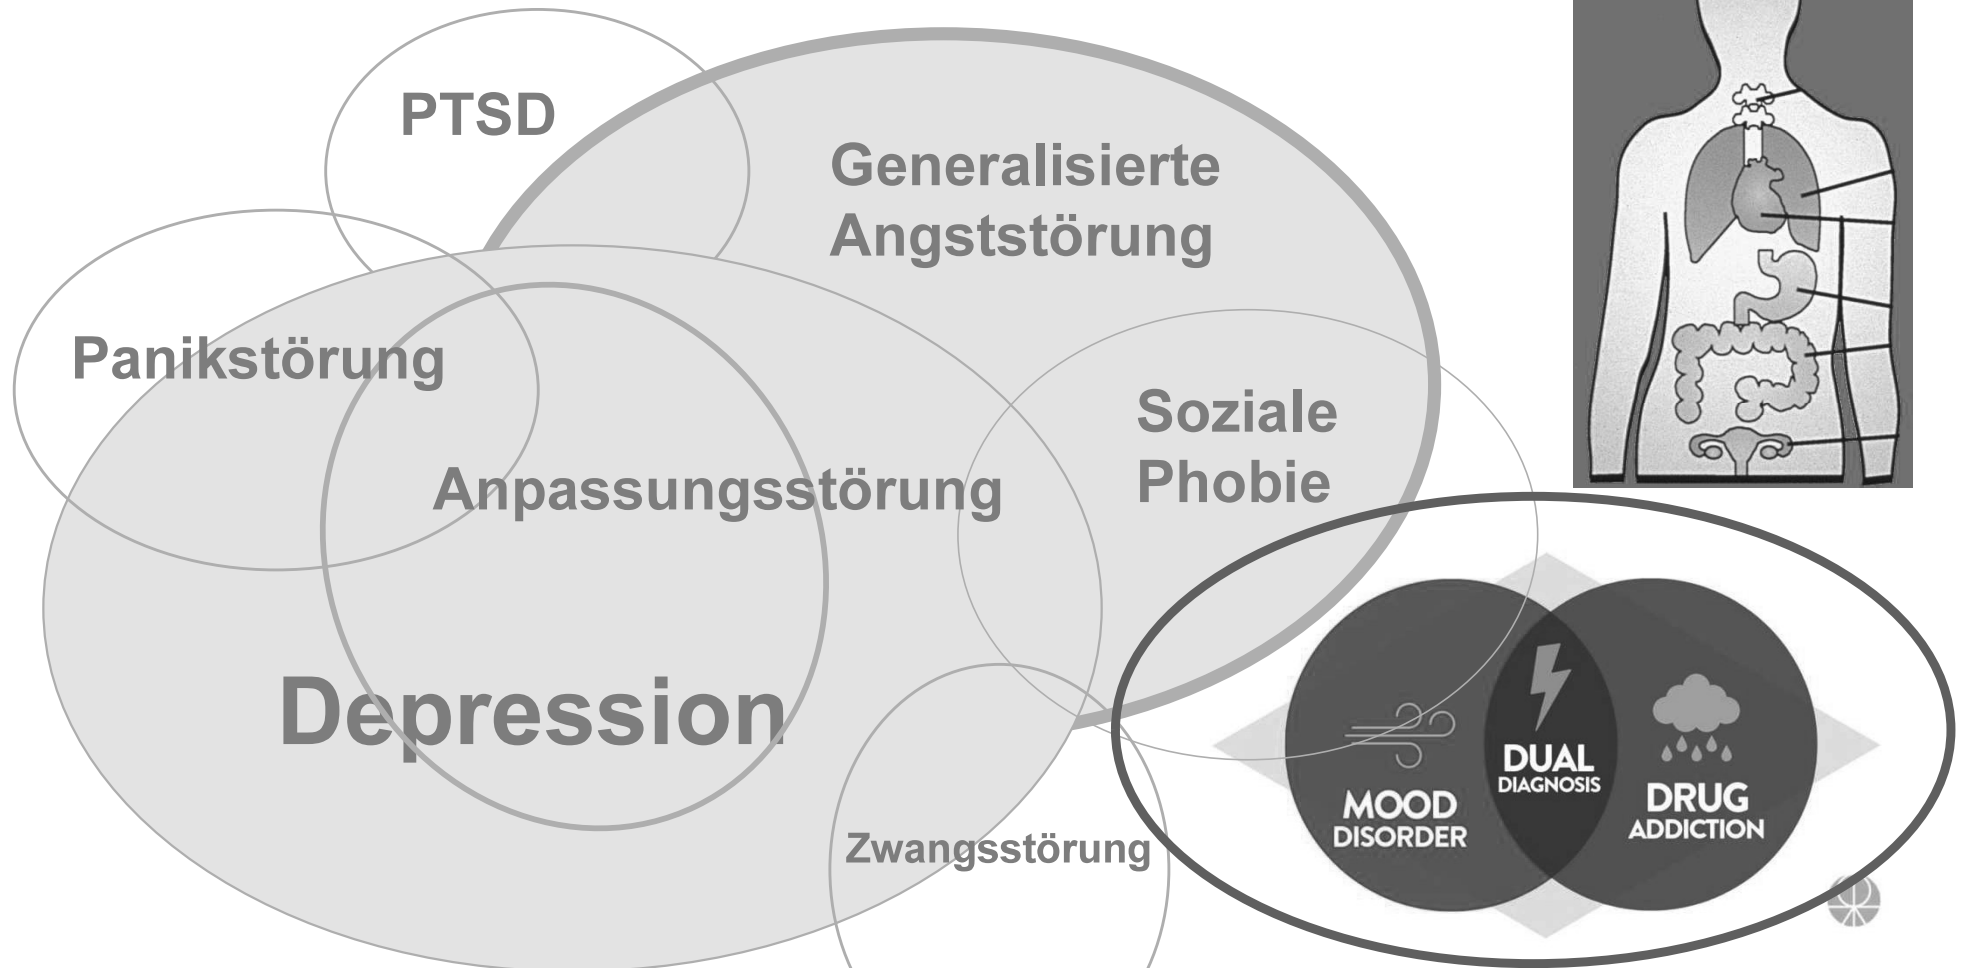 PTSD
Generalisierte
Angststörung
Panikstörung
Soziale
Phobie
Anpassungsstörung
Depression
Zwangsstörung
DUAL
DIAGNOSIS
MOOD
DISORDER
DRUG
ADDICTION